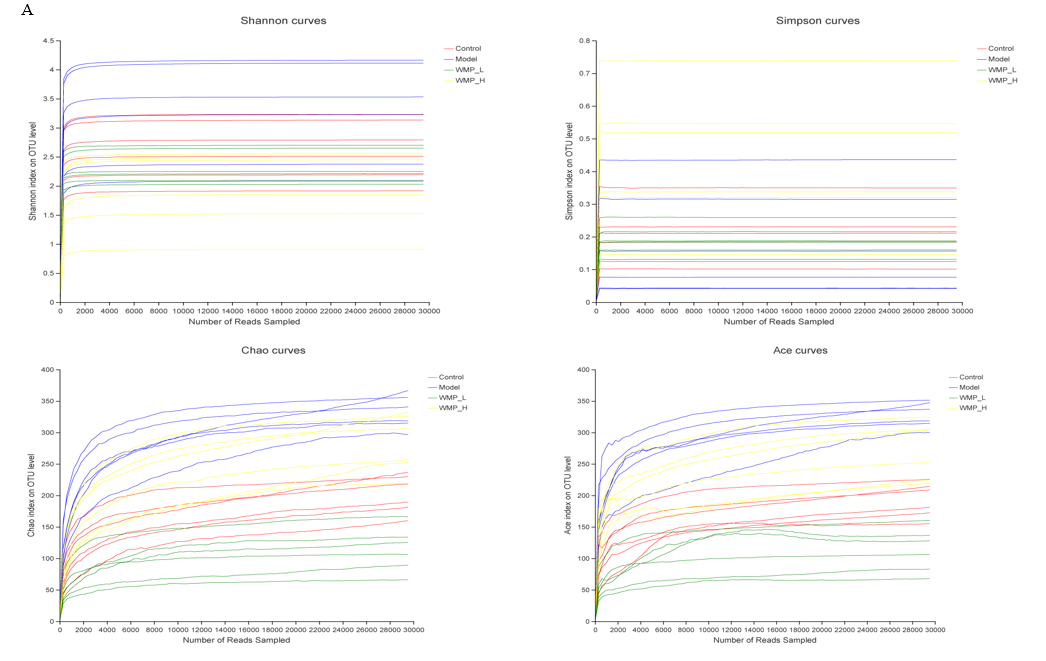 A
Shannon curves
4.5
4
3.5
3
2.5
2
1.5
1
0.5
0
Shannon index on OTU level
0 2000 4000 6000 8000 10000 12000 14000 16000 18000 20000 22000 24000 26000 28000 30000
Number of Reads Sampled
Control
Model
WMP_L
WMP_H
Simpson curves
0.8
0.7
0.6
0.5
0.4
0.3
0.2
0.1
0
Simpson index on OTU level
0 2000 4000 6000 8000 10000 12000 14000 16000 18000 20000 22000 24000 26000 28000 30000
Number of Reads Sampled
Control
Model
WMP_L
WMP_H
Chao curves
400
350
300
250
200
150
100
50
0
Chao index on OTU level
0 2000 4000 6000 8000 10000 12000 14000 16000 18000 20000 22000 24000 26000 28000 30000
Number of Reads Sampled
Control
Model
WMP_L
WMP_H
Ace curves
400
350
300
250
200
150
100
50
0
Ace index on OTU level
0 2000 4000 6000 8000 10000 12000 14000 16000 18000 20000 22000 24000 26000 28000 30000
Number of Reads Sampled
Control
Model
WMP_L
WMP_H